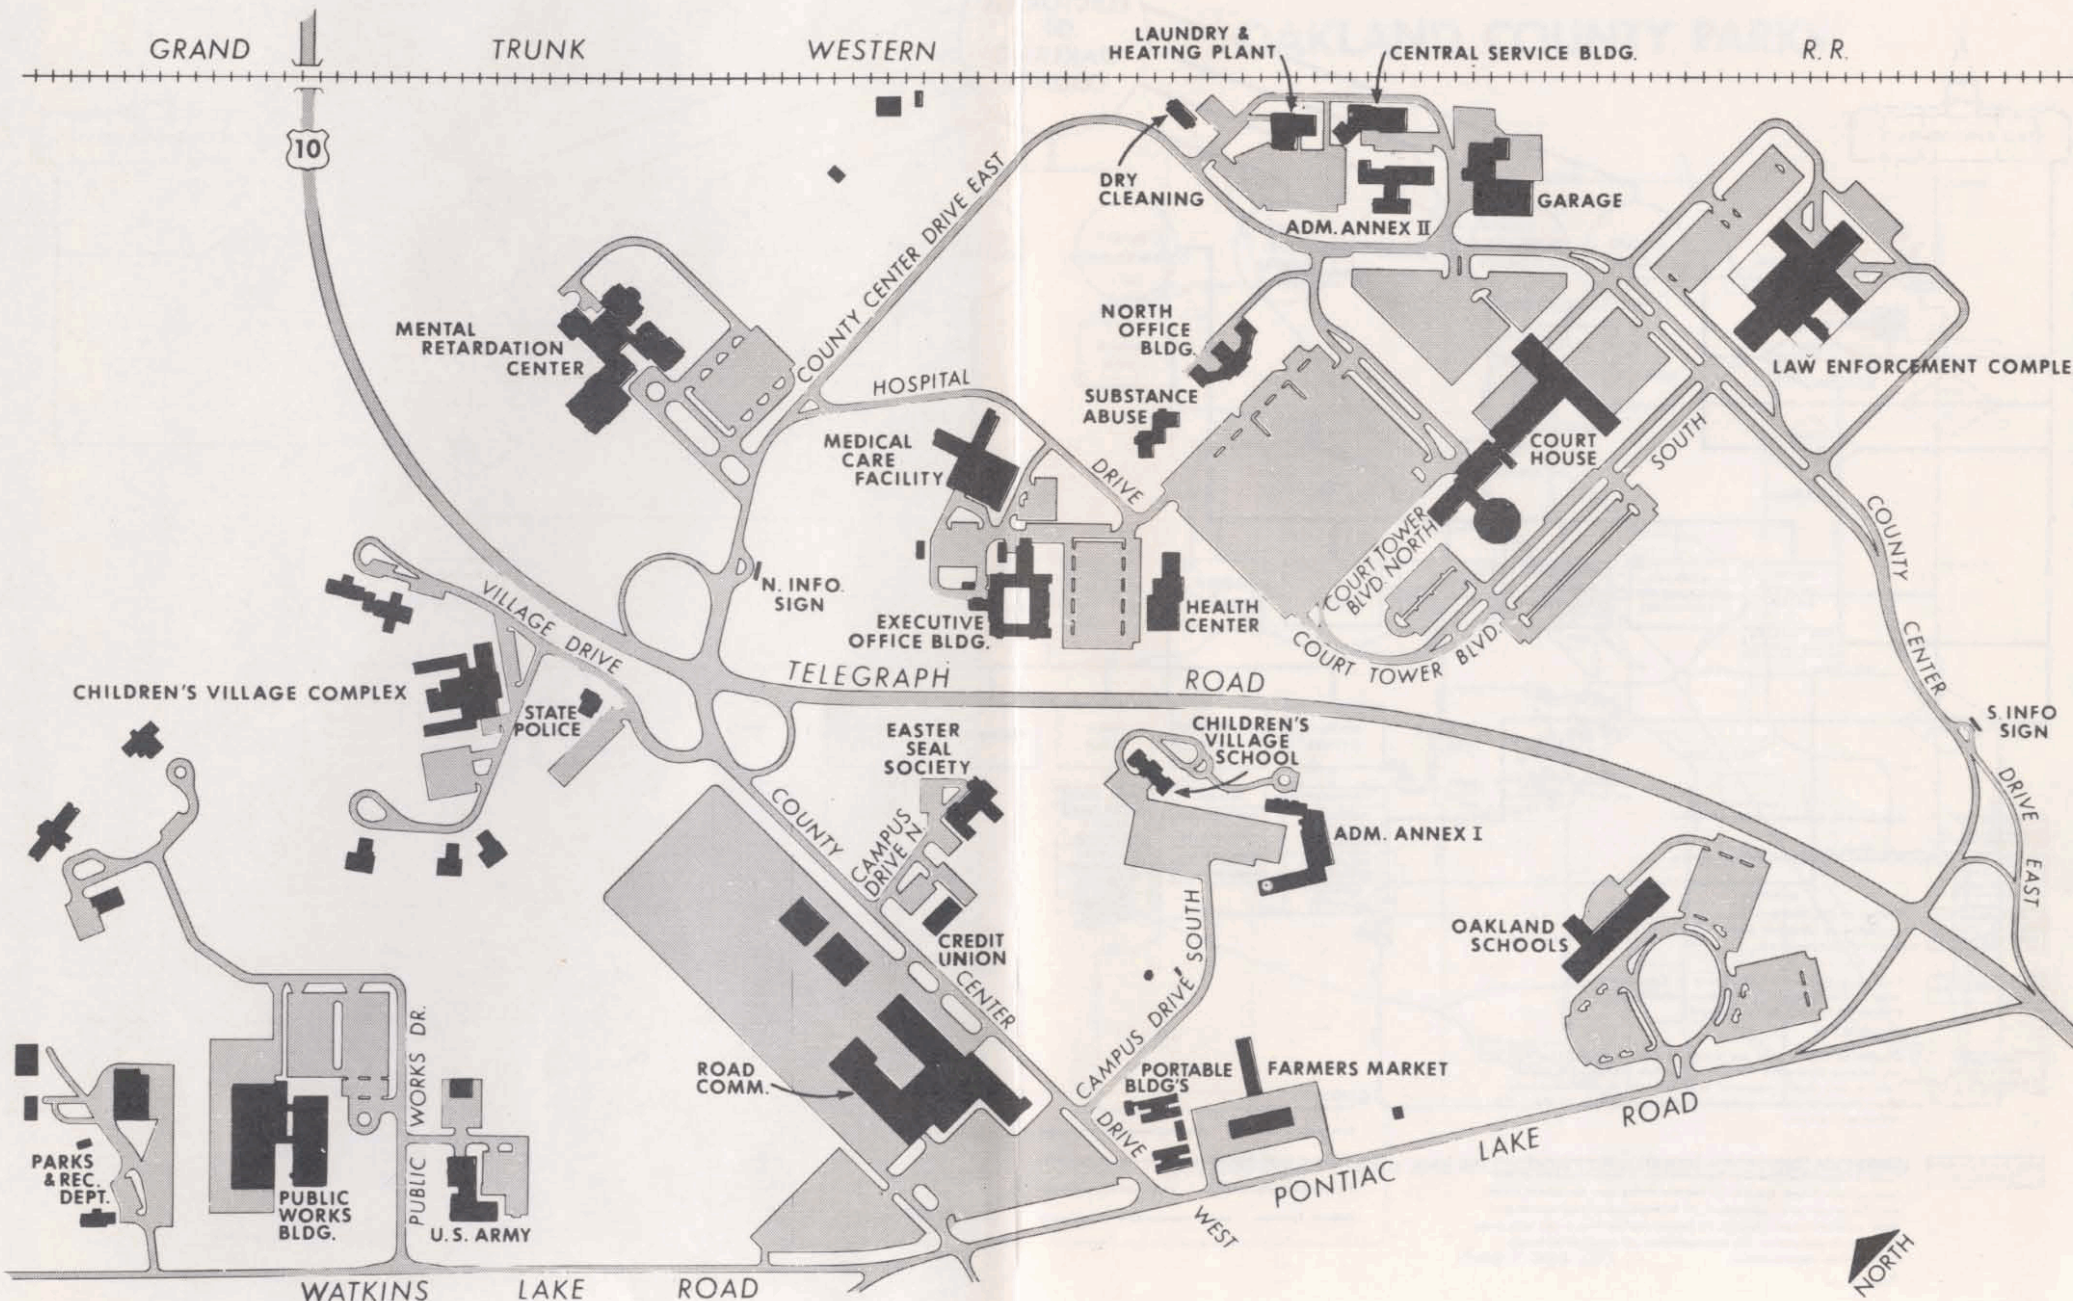 GRAND TRUNK WESTERN R. R.
LAUNDRY &
HEATING PLANT
CENTRAL SERVICE BLDG.
10
DRY
CLEANING
ADM. ANNEX II
GARAGE
COUNTY CENTER DRIVE EAST
MENTAL
RETARDATION
CENTER
NORTH
OFFICE
BLDG.
LAW ENFORCEMENT COMPLE
HOSPITAL DRIVE
SUBSTANCE
ABUSE
MEDICAL
CARE
FACILITY
COURT
HOUSE
SOUTH
COURT TOWER
BLVD. NORTH
COURT TOWER BLVD.
COUNTY CENTER DRIVE EAST
N. INFO.
SIGN
EXECUTIVE
OFFICE BLDG.
HEALTH
CENTER
VILLAGE DRIVE
TELEGRAPH ROAD
CHILDREN'S VILLAGE COMPLEX
STATE
POLICE
EASTER
SEAL
SOCIETY
CHILDREN'S
VILLAGE
SCHOOL
S. INFO
SIGN
ADM. ANNEX I
CAMPUS
DRIVE N.
COUNTY CENTER DRIVE
CREDIT
UNION
CAMPUS DRIVE SOUTH
OAKLAND
SCHOOLS
ROAD
COMM.
PORTABLE
BLDG'S
FARMERS MARKET
PUBLIC WORKS DR.
PARKS
& REC.
DEPT.
PUBLIC
WORKS
BLDG.
U.S. ARMY
WEST PONTIAC LAKE ROAD
WATKINS LAKE ROAD
NORTH
OAKLAND COUNTY PARKS